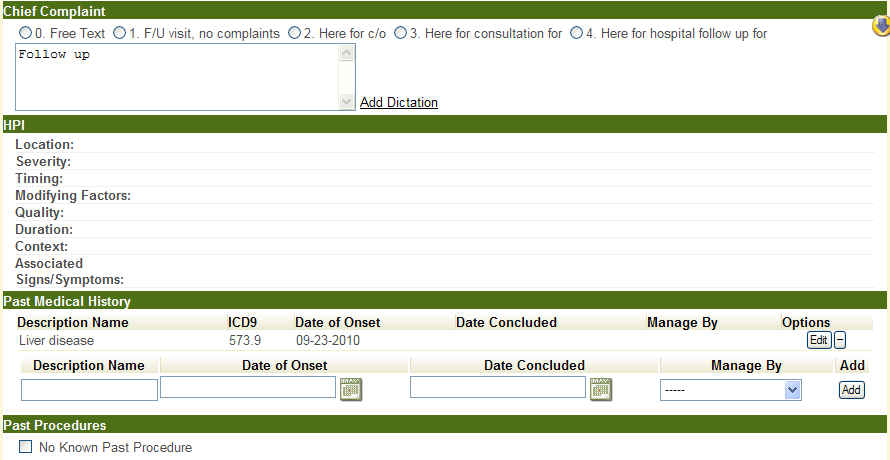 Chief Complaint
0. Free Text 1. F/U visit, no complaints 2. Here for c/o 3. Here for consultation for 4. Here for hospital follow up for
Follow up
Add Dictation
HPI
Location:
Severity:
Timing:
Modifying Factors:
Quality:
Duration:
Context:
Associated
Signs/Symptoms:
Past Medical History
Description Name ICD9 Date of Onset Date Concluded Manage By Options
Liver disease 573.9 09-23-2010 Edit −
Description Name Date of Onset Date Concluded Manage By Add
MAY MAY ----- Add
Past Procedures
No Known Past Procedure